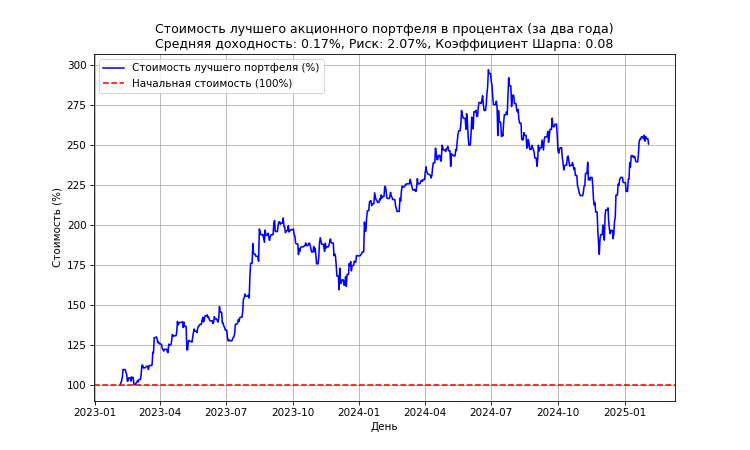 Стоимость лучшего акционного портфеля в процентах (за два года)
Средняя доходность: 0.17%, Риск: 2.07%, Коэффициент Шарпа: 0.08
Стоимость лучшего портфеля (%)
Начальная стоимость (100%)
Стоимость (%)
300
275
250
225
200
175
150
125
100
2023-01 2023-04 2023-07 2023-10 2024-01 2024-04 2024-07 2024-10 2025-01
День